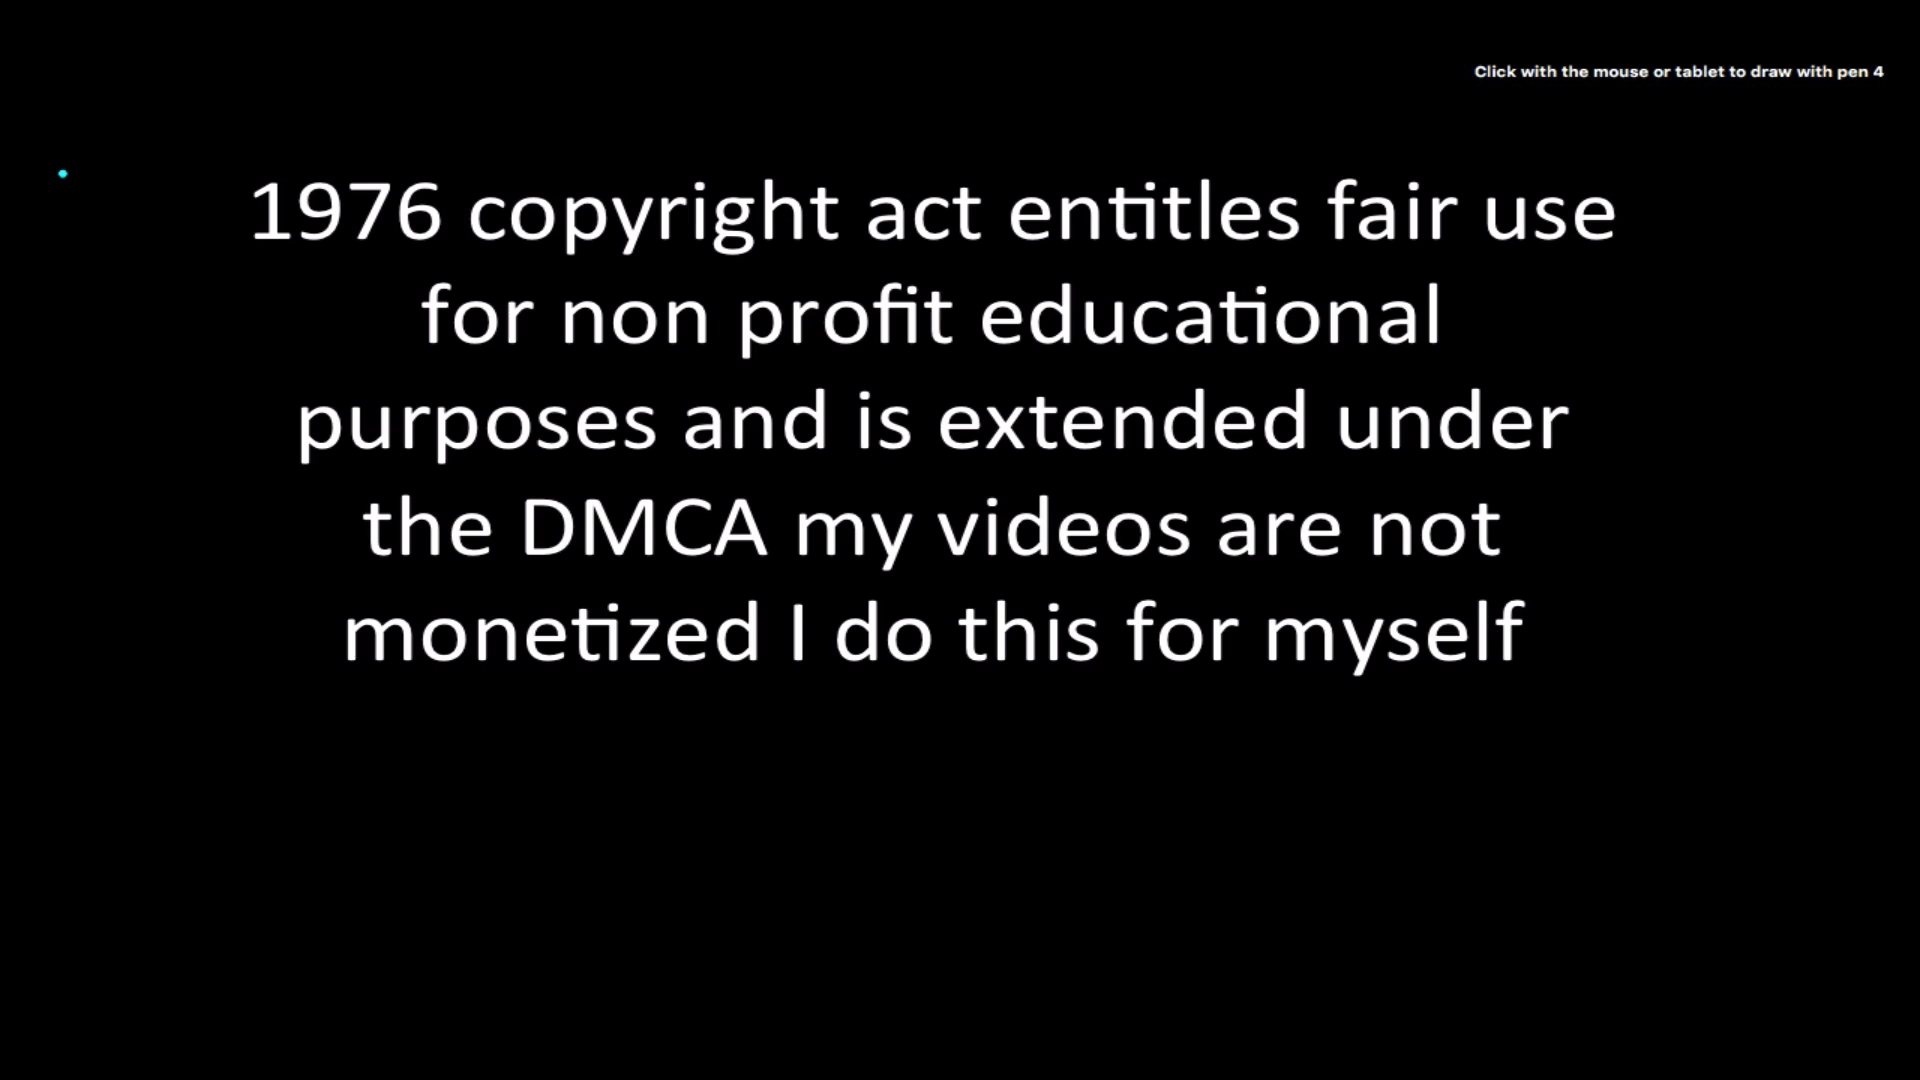 Click with the mouse or tablet to draw with pen 4
1976 copyright act entitles fair use
for non profit educational
purposes and is extended under
the DMCA my videos are not
monetized I do this for myself